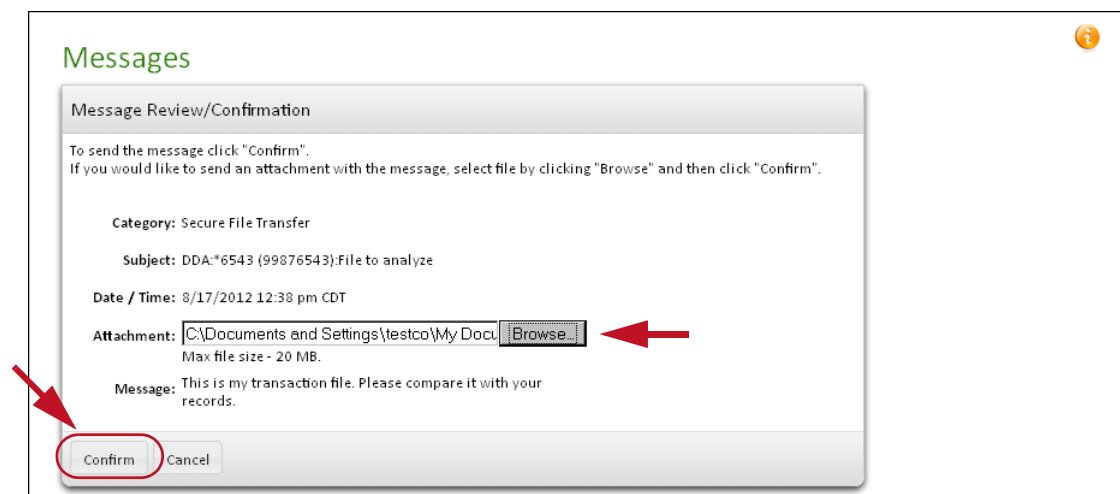 Messages
Message Review/Confirmation
To send the message click "Confirm".
If you would like to send an attachment with the message, select file by clicking "Browse" and then click "Confirm".
Category: Secure File Transfer
Subject: DDA:*6543 (99876543):File to analyze
Date / Time: 8/17/2012 12:38 pm CDT
Attachment: C:\Documents and Settings\testco\My Docu Browse...
Max file size - 20 MB.
Message: This is my transaction file. Please compare it with your
records.
Confirm Cancel